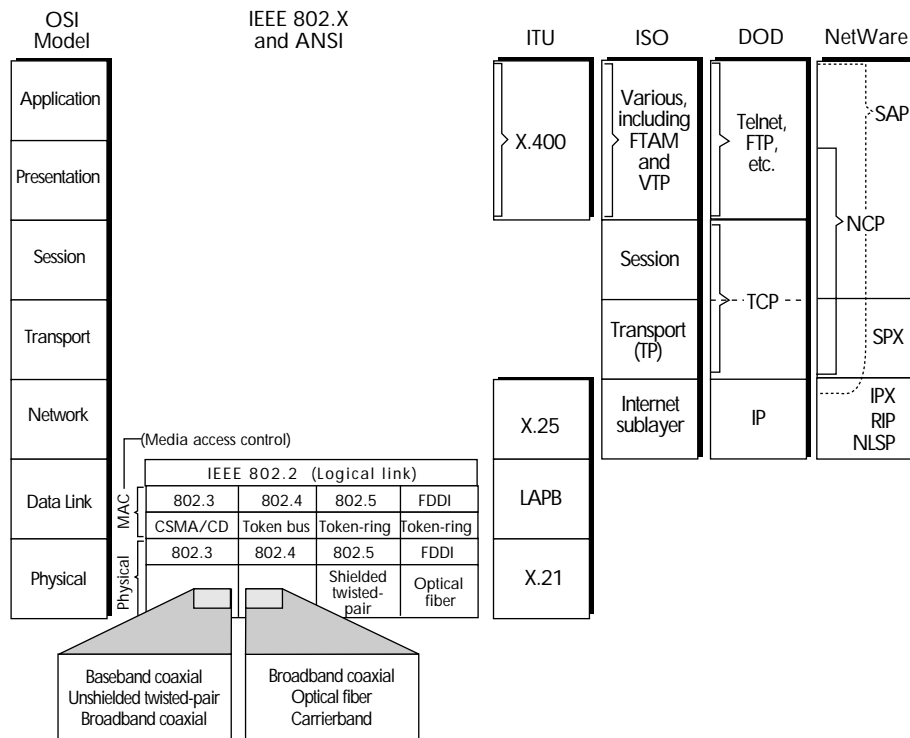 OSI
Model
IEEE 802.X
and ANSI
ITU
ISO
DOD
NetWare
Application
Presentation
Session
Transport
Network
Data Link
Physical
(Media access control)
MAC
Physical
IEEE 802.2 (Logical link)
802.3
802.4
802.5
FDDI
CSMA/CD
Token bus
Token-ring
Token-ring
802.3
802.4
802.5
FDDI
Shielded
twisted-
pair
Optical
fiber
Baseband coaxial
Unshielded twisted-pair
Broadband coaxial
Broadband coaxial
Optical fiber
Carrierband
X.400
X.25
LAPB
X.21
Various,
including
FTAM
and
VTP
Session
Transport
(TP)
Internet
sublayer
Telnet,
FTP,
etc.
TCP
IP
SAP
NCP
SPX
IPX
RIP
NLSP